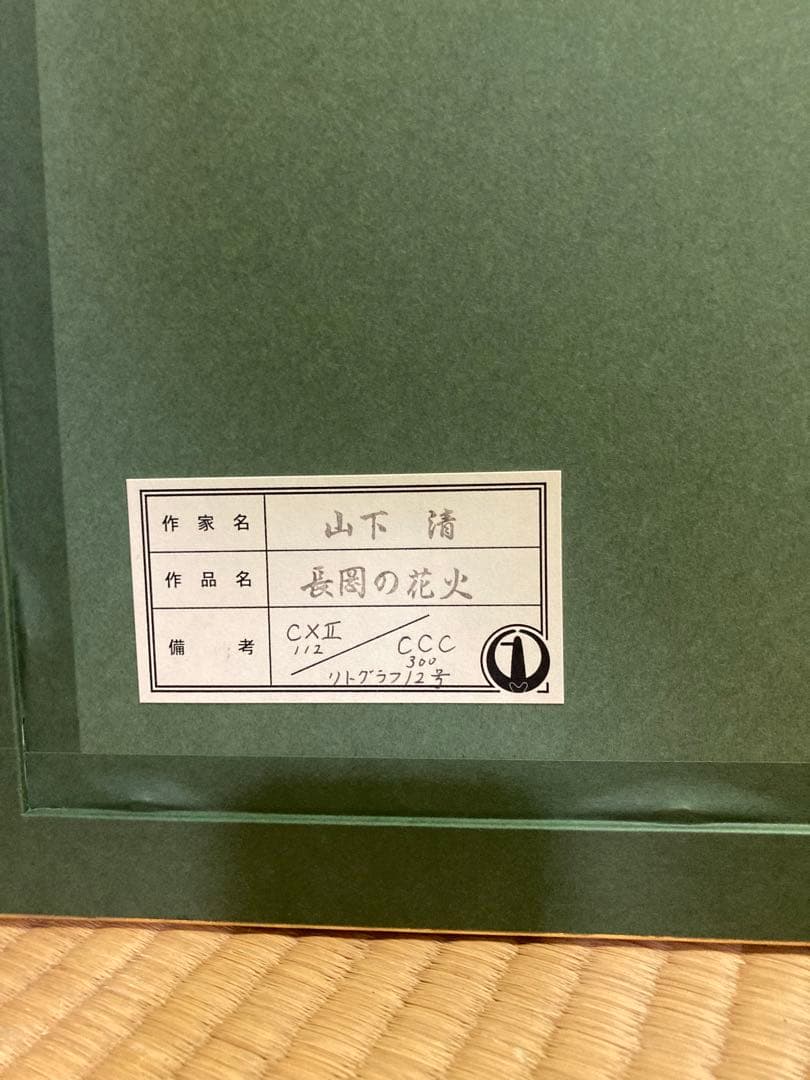 作家名 山下 清
作品名 長岡の花火
備考 CXII/CCC
112 300
リトグラフ12号